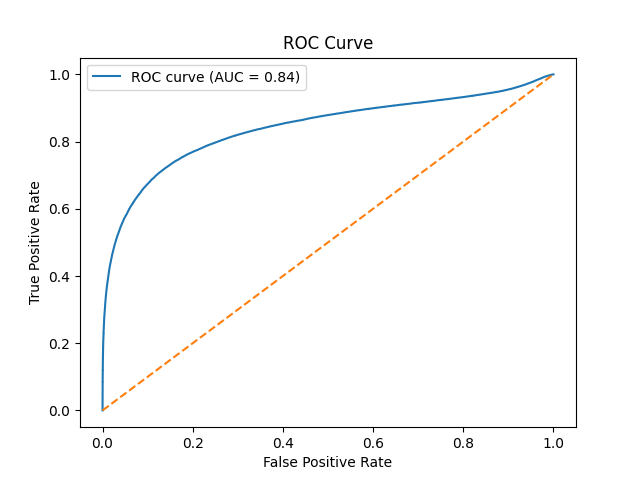 ROC Curve
ROC curve (AUC = 0.84)
1.0
0.8
0.6
0.4
0.2
0.0
True Positive Rate
0.0 0.2 0.4 0.6 0.8 1.0
False Positive Rate